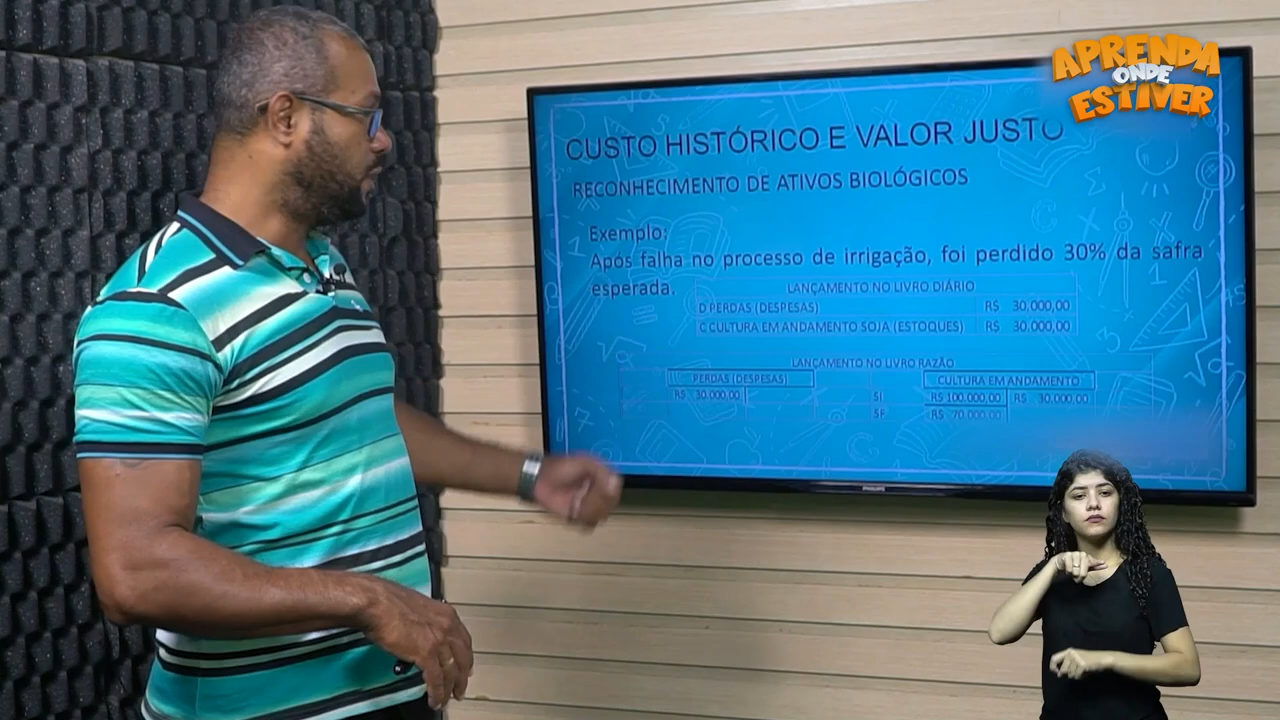 APRENDA
ONDE
ESTIVER
CUSTO HISTÓRICO E VALOR JUSTO
RECONHECIMENTO DE ATIVOS BIOLÓGICOS
Exemplo:
Após falha no processo de irrigação, foi perdido 30% da safra
esperada.
LANÇAMENTO NO LIVRO DIÁRIO
D PERDAS (DESPESAS) R$ 30.000,00
C CULTURA EM ANDAMENTO SOJA (ESTOQUES) R$ 30.000,00
LANÇAMENTO NO LIVRO RAZÃO
PERDAS (DESPESAS) CULTURA EM ANDAMENTO
R$ 30.000,00 SI R$ 100.000,00 R$ 30.000,00
SF R$ 70.000,00